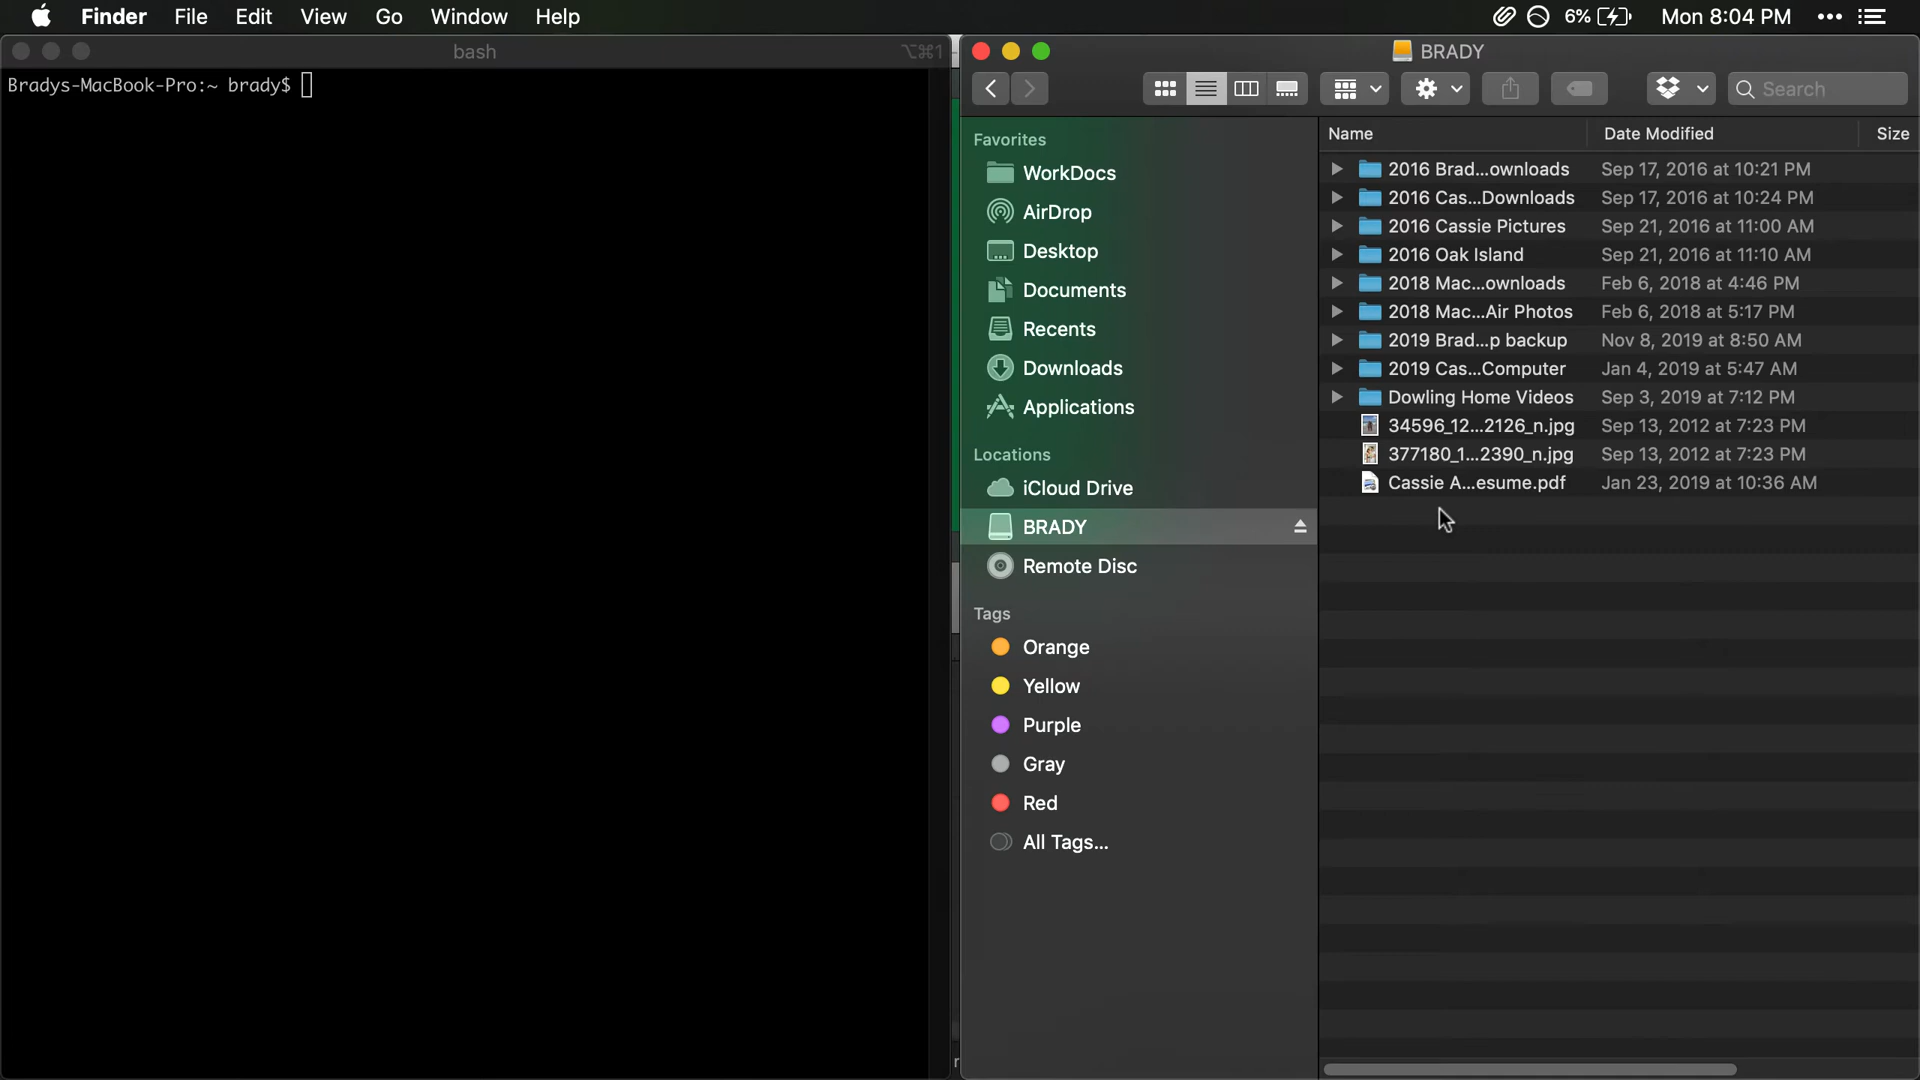 Finder File Edit View Go Window Help 6% Mon 8:04 PM
bash ⌥⌘1
Bradys-MacBook-Pro:~ brady$
BRADY
Search
Favorites
WorkDocs
AirDrop
Desktop
Documents
Recents
Downloads
Applications
Locations
iCloud Drive
BRADY
Remote Disc
Tags
Orange
Yellow
Purple
Gray
Red
All Tags...
Name Date Modified Size
2016 Brad...ownloads Sep 17, 2016 at 10:21 PM
2016 Cas...Downloads Sep 17, 2016 at 10:24 PM
2016 Cassie Pictures Sep 21, 2016 at 11:00 AM
2016 Oak Island Sep 21, 2016 at 11:10 AM
2018 Mac...ownloads Feb 6, 2018 at 4:46 PM
2018 Mac...Air Photos Feb 6, 2018 at 5:17 PM
2019 Brad...p backup Nov 8, 2019 at 8:50 AM
2019 Cas...Computer Jan 4, 2019 at 5:47 AM
Dowling Home Videos Sep 3, 2019 at 7:12 PM
34596_12...2126_n.jpg Sep 13, 2012 at 7:23 PM
377180_1...2390_n.jpg Sep 13, 2012 at 7:23 PM
Cassie A...esume.pdf Jan 23, 2019 at 10:36 AM